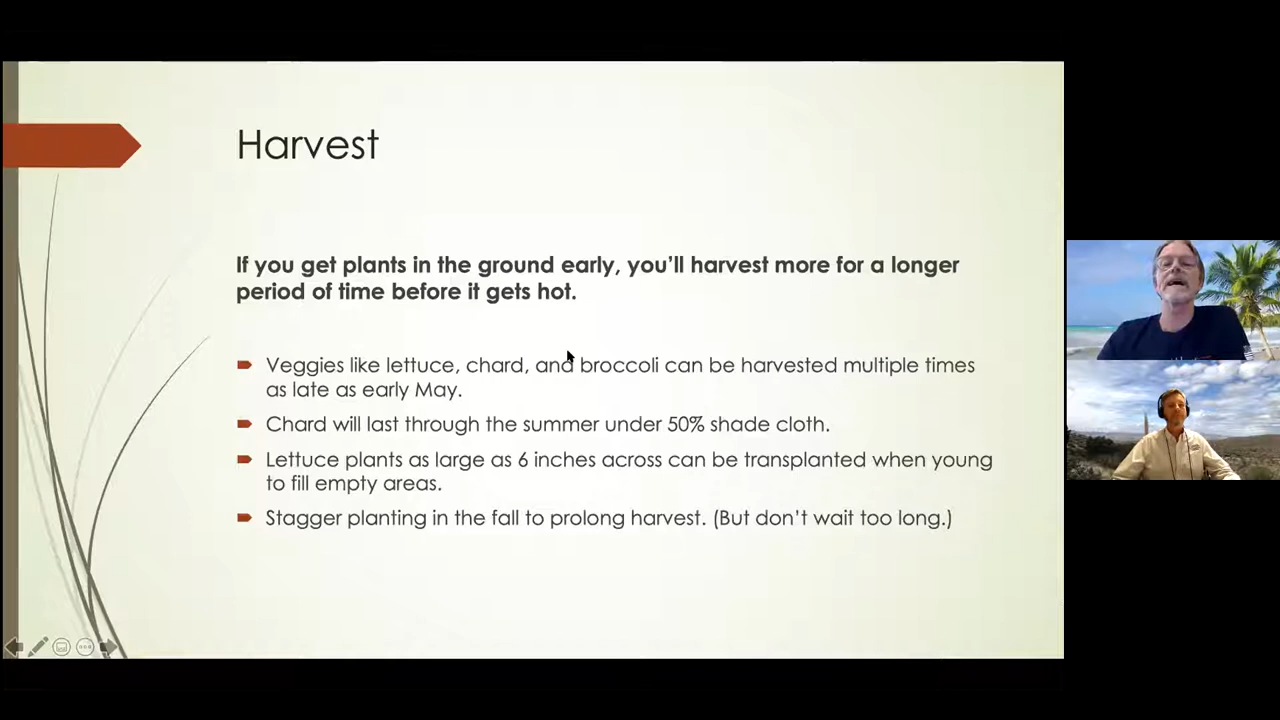 Harvest
If you get plants in the ground early, you’ll harvest more for a longer
period of time before it gets hot.
Veggies like lettuce, chard, and broccoli can be harvested multiple times
as late as early May.
Chard will last through the summer under 50% shade cloth.
Lettuce plants as large as 6 inches across can be transplanted when young
to fill empty areas.
Stagger planting in the fall to prolong harvest. (But don’t wait too long.)